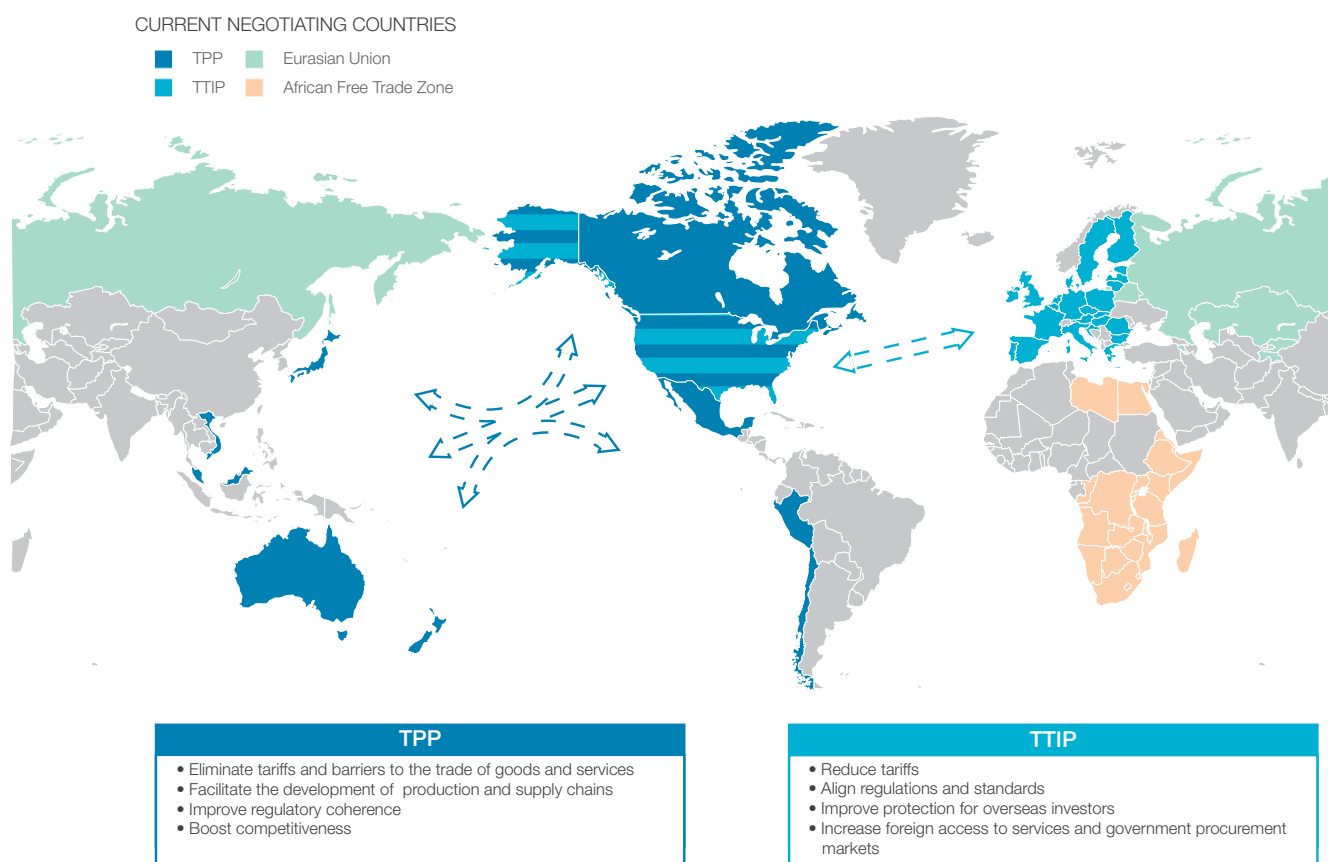 CURRENT NEGOTIATING COUNTRIES
TPP
Eurasian Union
TTIP
African Free Trade Zone
TPP
• Eliminate tariffs and barriers to the trade of goods and services
• Facilitate the development of production and supply chains
• Improve regulatory coherence
• Boost competitiveness
TTIP
• Reduce tariffs
• Align regulations and standards
• Improve protection for overseas investors
• Increase foreign access to services and government procurement
markets